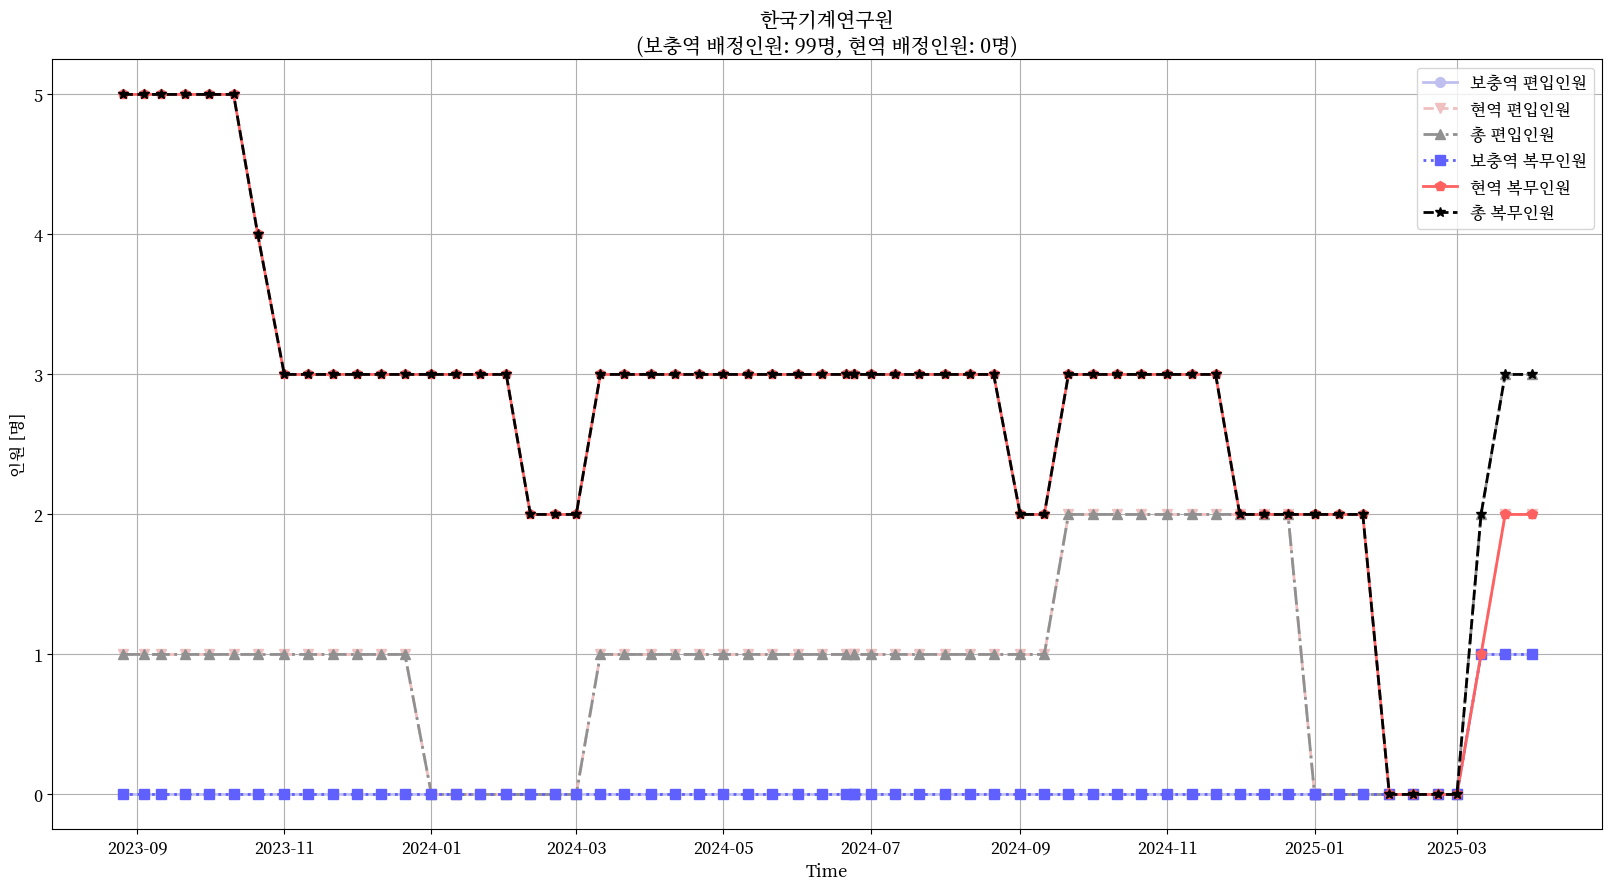 한국기계연구원
(보충역 배정인원: 99명, 현역 배정인원: 0명)
보충역 편입인원
현역 편입인원
총 편입인원
보충역 복무인원
현역 복무인원
총 복무인원
인원 [명]
5
4
3
2
1
0
2023-09 2023-11 2024-01 2024-03 2024-05 2024-07 2024-09 2024-11 2025-01 2025-03
Time